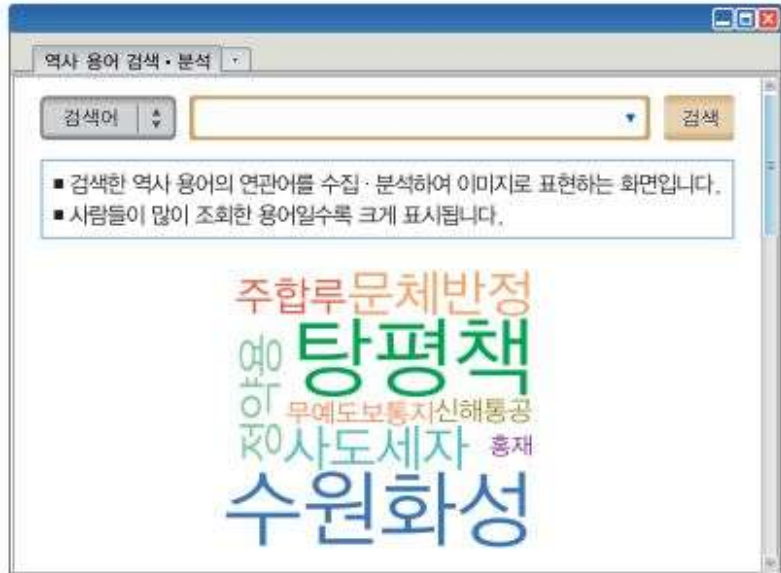 역사 용어 검색·분석
검색어
검색
■ 검색한 역사 용어의 연관어를 수집·분석하여 이미지로 표현하는 화면입니다.
■ 사람들이 많이 조회한 용어일수록 크게 표시됩니다.
주합루 문체반정
탕평책
정약용
무예도보통지 신해통공
사도세자 홍재
수원화성